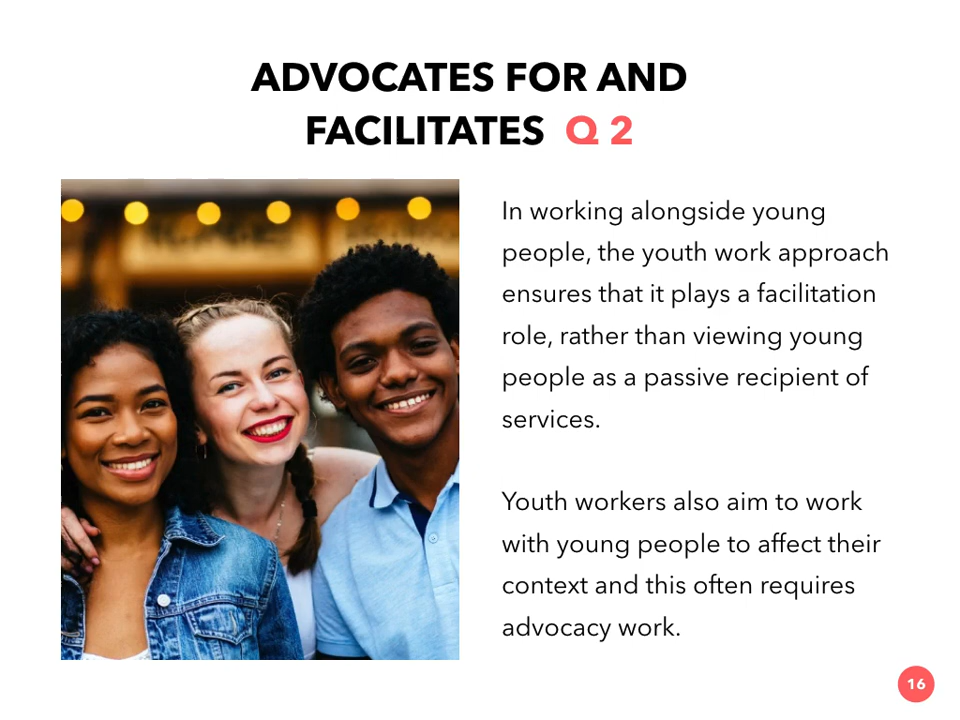 ADVOCATES FOR AND
FACILITATES Q 2
In working alongside young
people, the youth work approach
ensures that it plays a facilitation
role, rather than viewing young
people as a passive recipient of
services.
Youth workers also aim to work
with young people to affect their
context and this often requires
advocacy work.
16